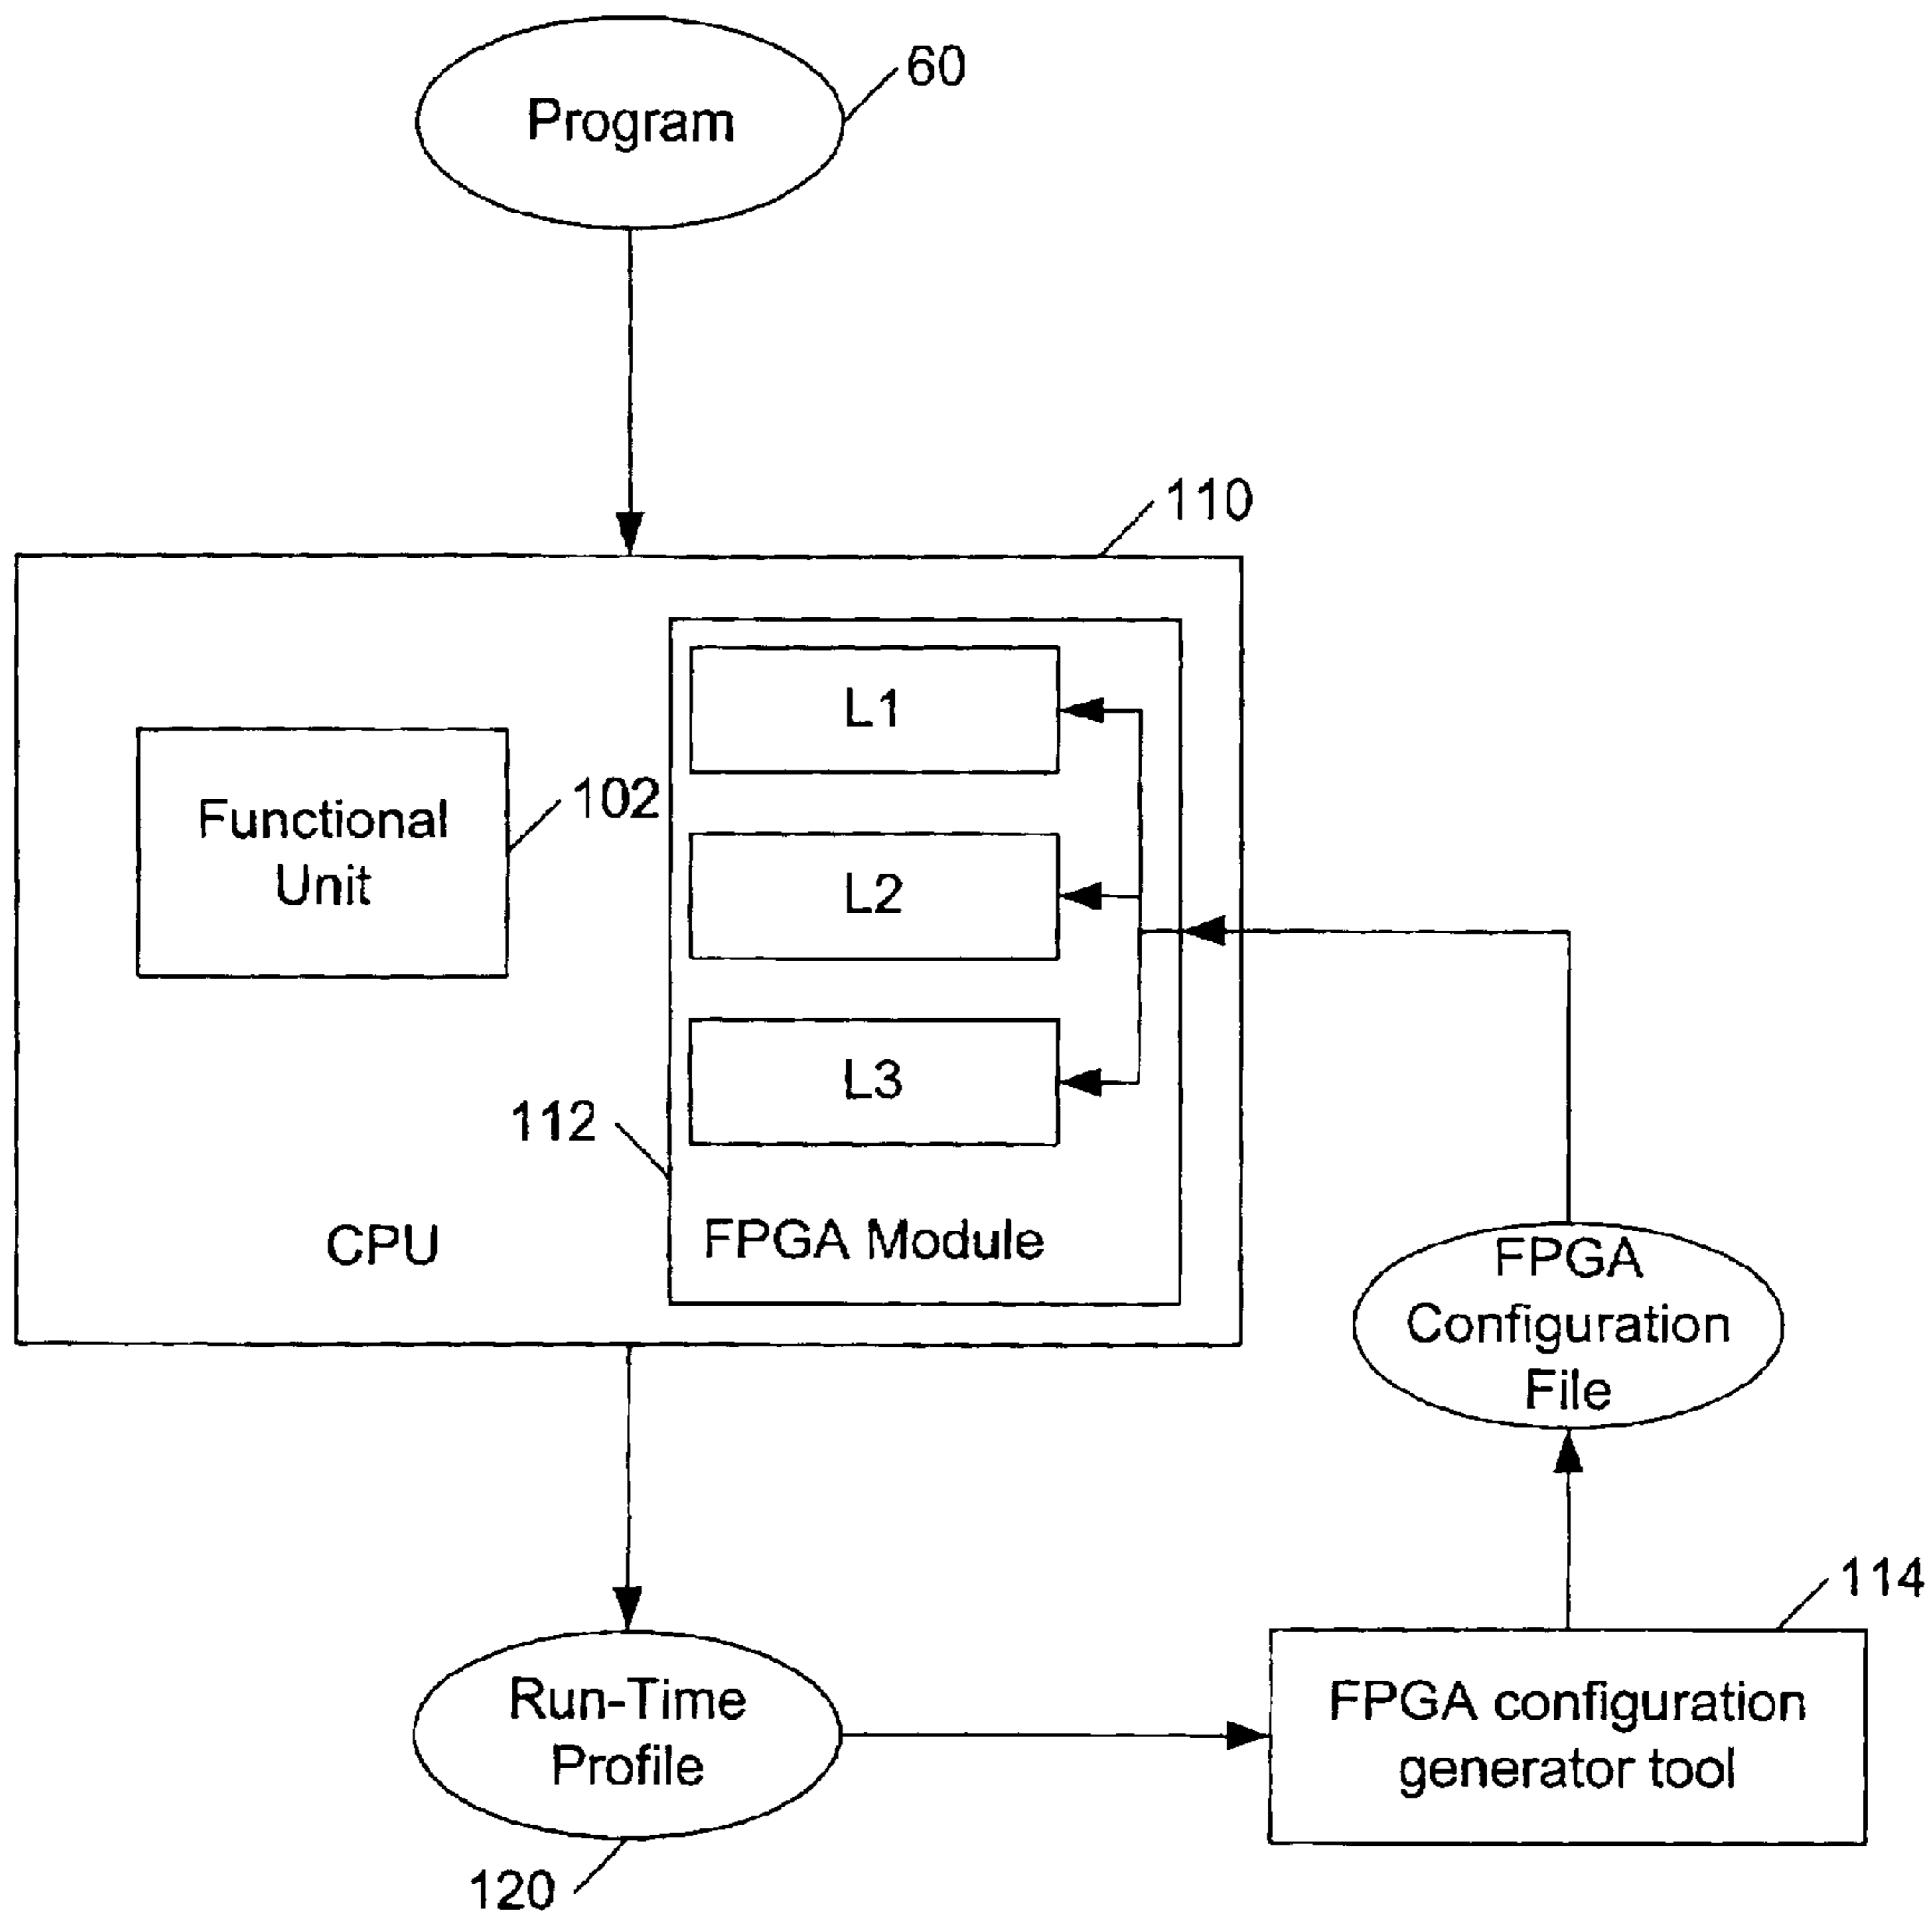 60
Program
110
L1
102
Functional
Unit
L2
L3
112
CPU
FPGA Module
FPGA
Configuration
File
114
Run-Time
Profile
FPGA configuration
generator tool
120